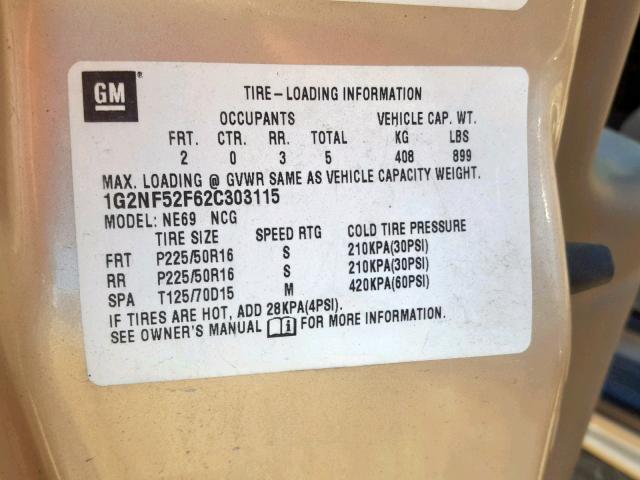 GM
TIRE-LOADING INFORMATION
OCCUPANTS VEHICLE CAP. WT.
FRT. CTR. RR. TOTAL KG LBS
2 0 3 5 408 899
MAX. LOADING @ GVWR SAME AS VEHICLE CAPACITY WEIGHT.
1G2NF52F62C303115
MODEL: NE69 NCG
TIRE SIZE SPEED RTG COLD TIRE PRESSURE
FRT P225/50R16 S 210KPA(30PSI)
RR P225/50R16 S 210KPA(30PSI)
SPA T125/70D15 M 420KPA(60PSI)
IF TIRES ARE HOT, ADD 28KPA(4PSI).
SEE OWNER'S MANUAL FOR MORE INFORMATION.